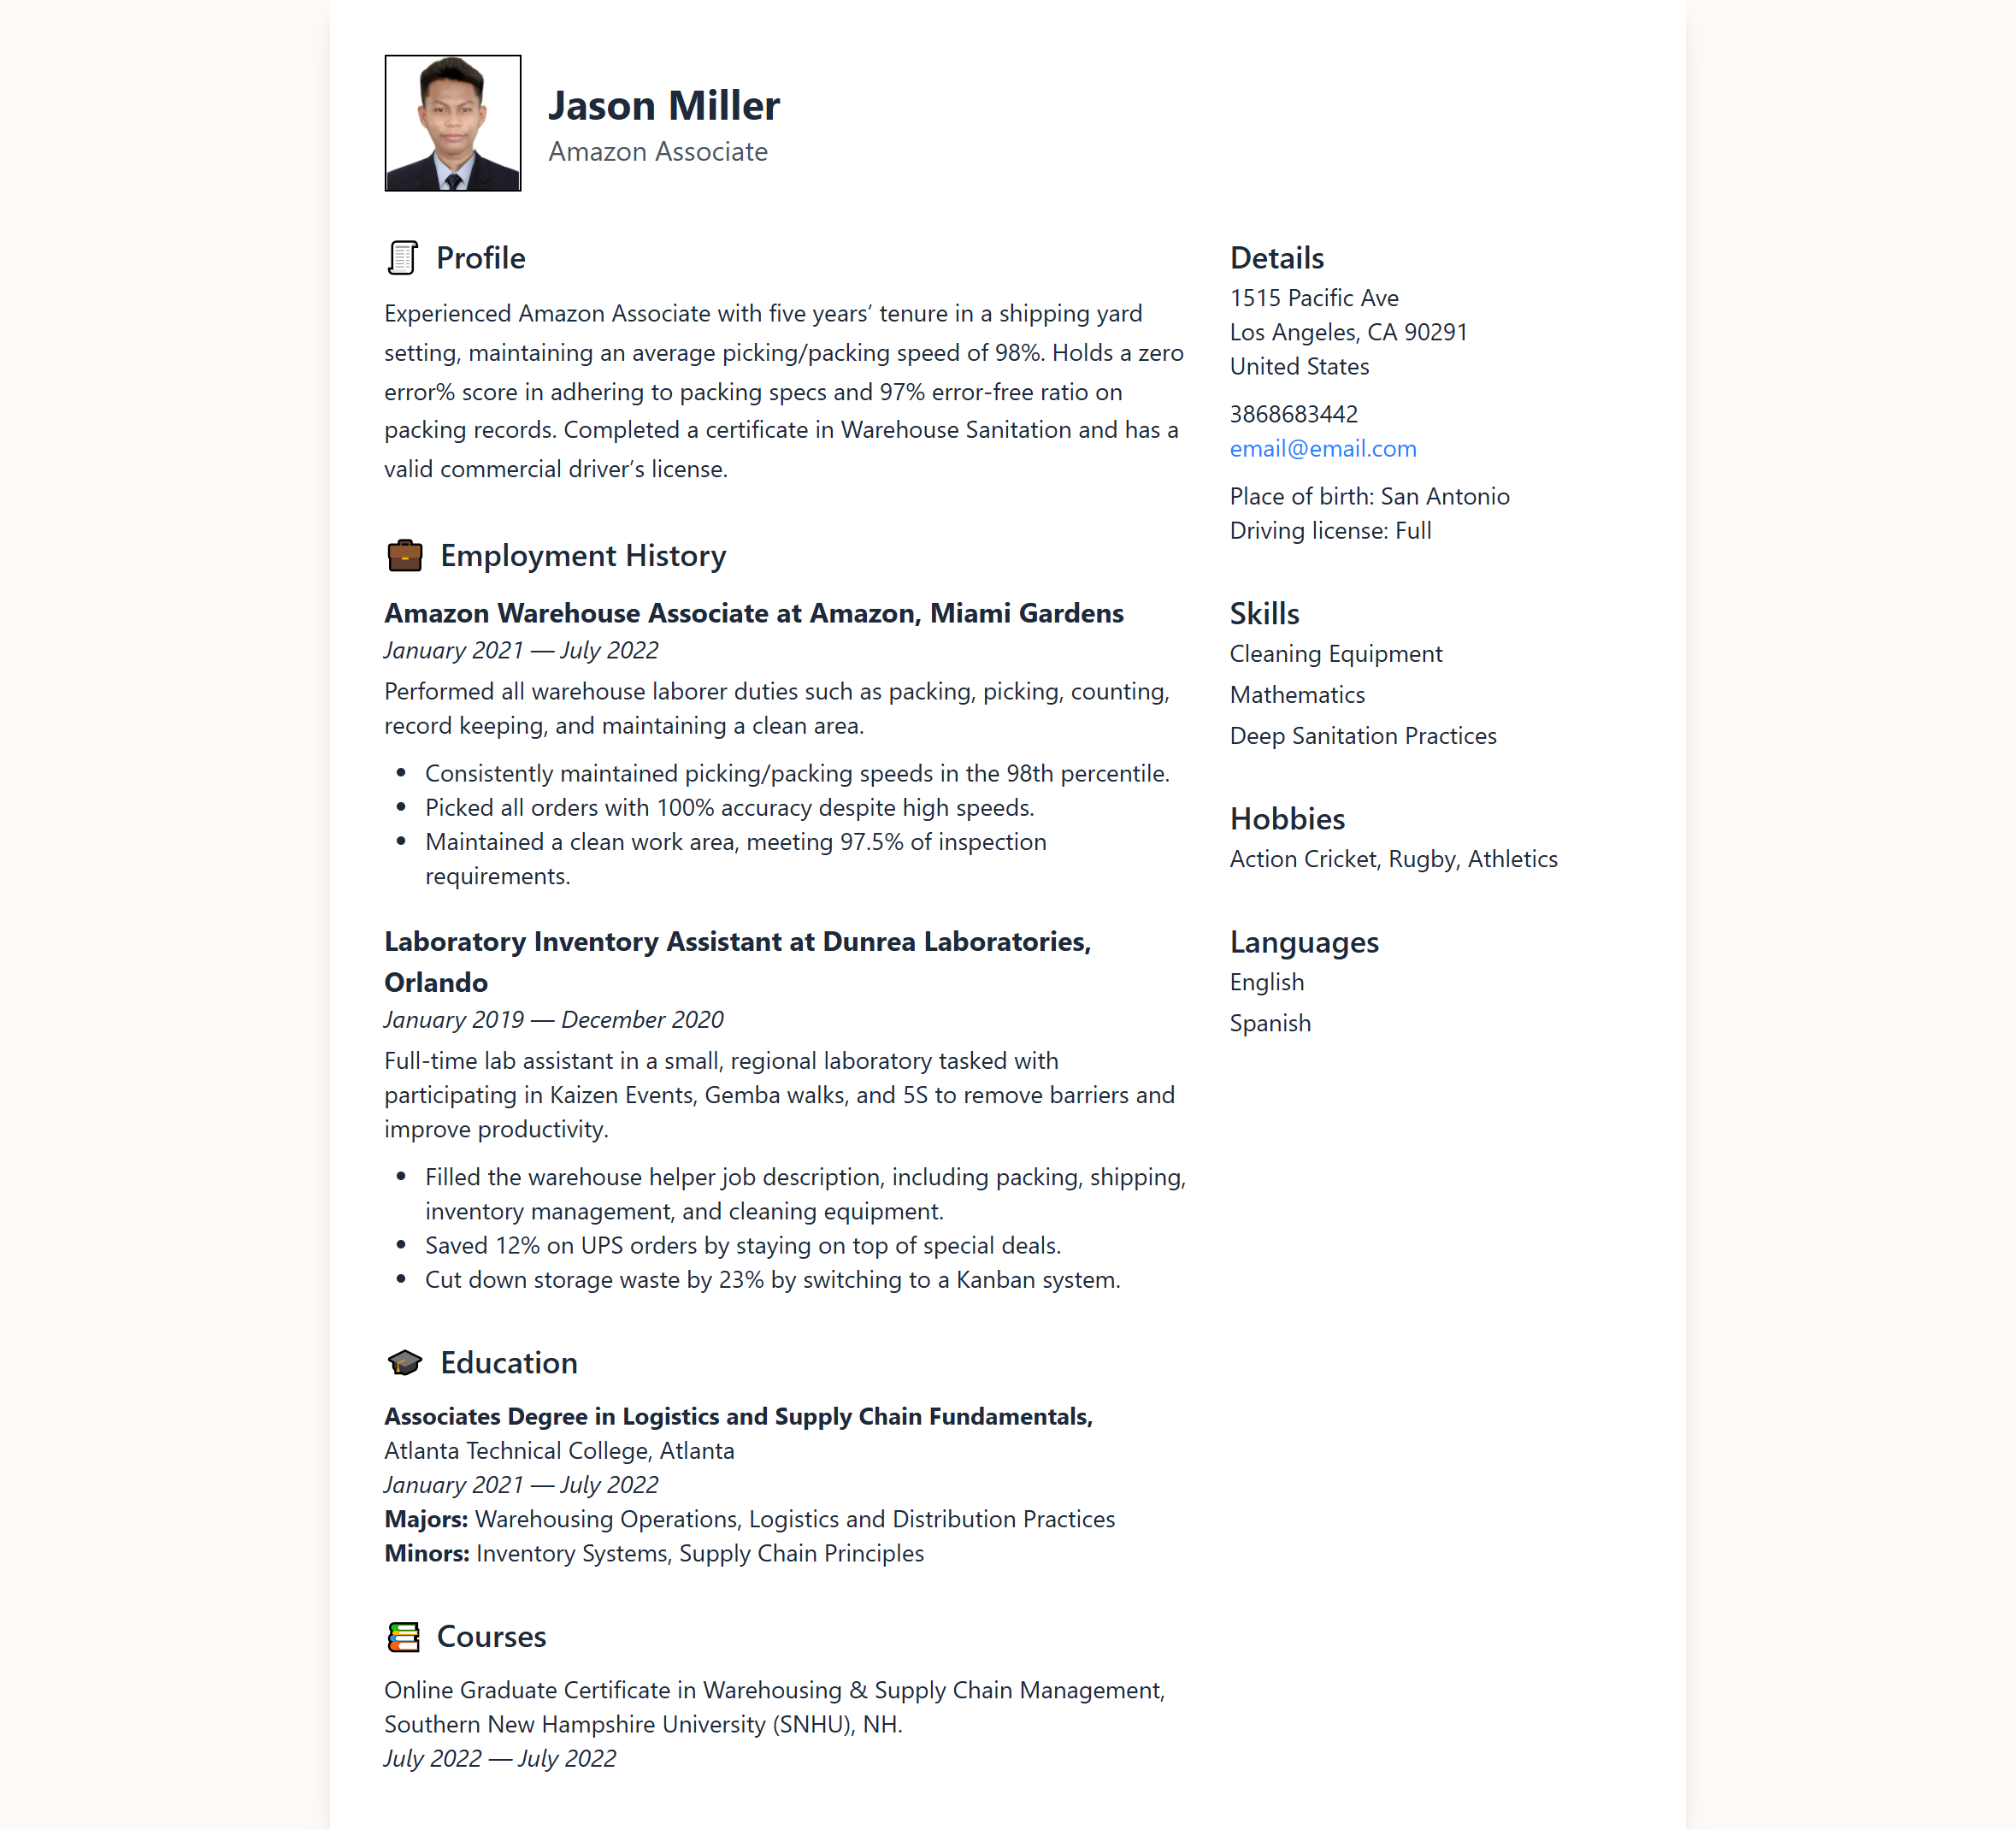 Jason Miller
Amazon Associate
Profile
Experienced Amazon Associate with five years’ tenure in a shipping yard
setting, maintaining an average picking/packing speed of 98%. Holds a zero
error% score in adhering to packing specs and 97% error-free ratio on
packing records. Completed a certificate in Warehouse Sanitation and has a
valid commercial driver’s license.
Employment History
Amazon Warehouse Associate at Amazon, Miami Gardens
January 2021 — July 2022
Performed all warehouse laborer duties such as packing, picking, counting,
record keeping, and maintaining a clean area.
• Consistently maintained picking/packing speeds in the 98th percentile.
• Picked all orders with 100% accuracy despite high speeds.
• Maintained a clean work area, meeting 97.5% of inspection
requirements.
Laboratory Inventory Assistant at Dunrea Laboratories,
Orlando
January 2019 — December 2020
Full-time lab assistant in a small, regional laboratory tasked with
participating in Kaizen Events, Gemba walks, and 5S to remove barriers and
improve productivity.
• Filled the warehouse helper job description, including packing, shipping,
inventory management, and cleaning equipment.
• Saved 12% on UPS orders by staying on top of special deals.
• Cut down storage waste by 23% by switching to a Kanban system.
Education
Associates Degree in Logistics and Supply Chain Fundamentals,
Atlanta Technical College, Atlanta
January 2021 — July 2022
Majors: Warehousing Operations, Logistics and Distribution Practices
Minors: Inventory Systems, Supply Chain Principles
Courses
Online Graduate Certificate in Warehousing & Supply Chain Management,
Southern New Hampshire University (SNHU), NH.
July 2022 — July 2022
Details
1515 Pacific Ave
Los Angeles, CA 90291
United States
3868683442
email@email.com
Place of birth: San Antonio
Driving license: Full
Skills
Cleaning Equipment
Mathematics
Deep Sanitation Practices
Hobbies
Action Cricket, Rugby, Athletics
Languages
English
Spanish